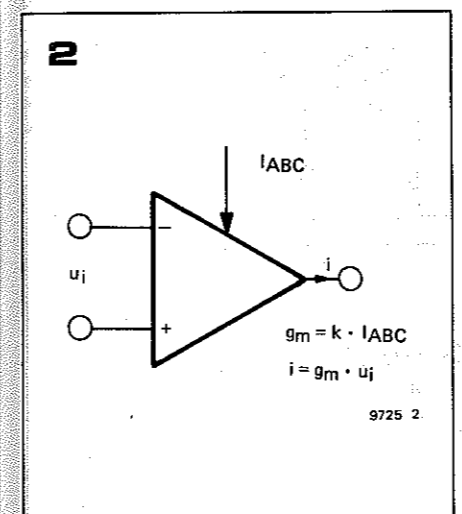 2
IABC
−
ui
i
+
gm = k · IABC
i = gm · ui
9725 2